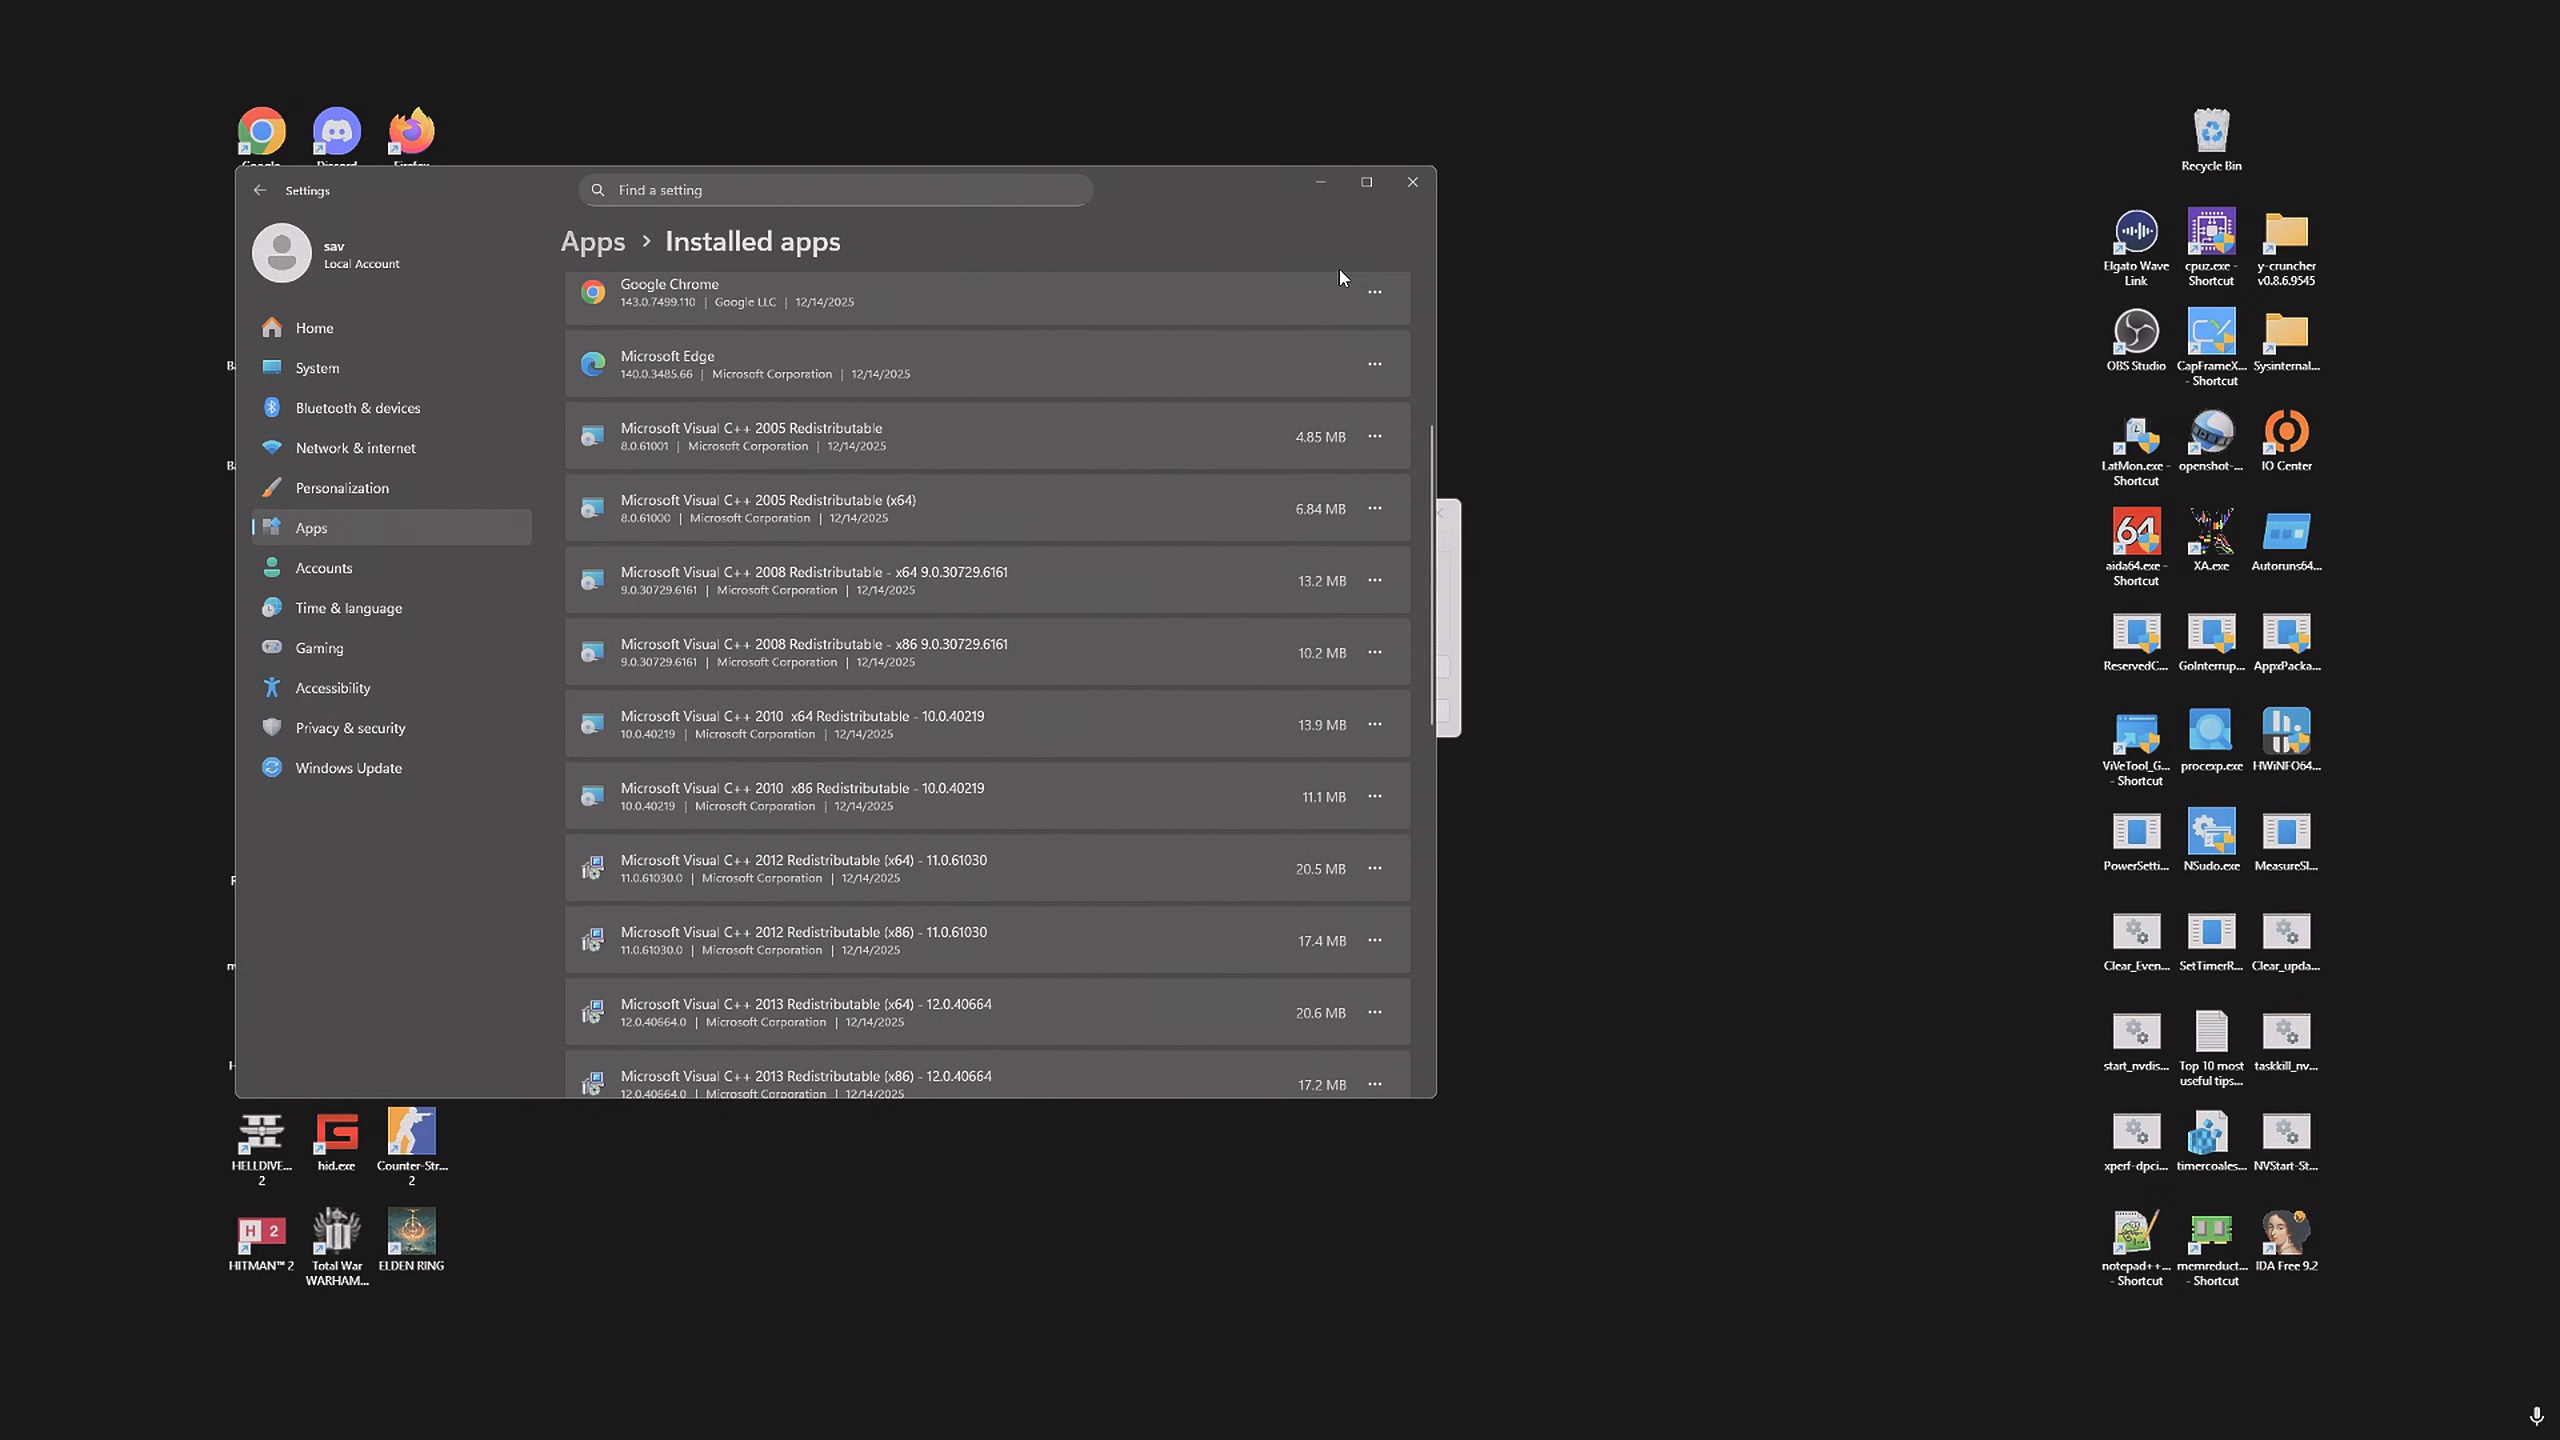 Recycle Bin
Settings
Find a setting
sav
Local Account
Home
System
Bluetooth & devices
Network & internet
Personalization
Apps
Accounts
Time & language
Gaming
Accessibility
Privacy & security
Windows Update
Apps > Installed apps
Google Chrome
143.0.7499.110 | Google LLC | 12/14/2025
Microsoft Edge
140.0.3485.66 | Microsoft Corporation | 12/14/2025
Microsoft Visual C++ 2005 Redistributable
8.0.61001 | Microsoft Corporation | 12/14/2025
4.85 MB
Microsoft Visual C++ 2005 Redistributable (x64)
8.0.61000 | Microsoft Corporation | 12/14/2025
6.84 MB
Microsoft Visual C++ 2008 Redistributable - x64 9.0.30729.6161
9.0.30729.6161 | Microsoft Corporation | 12/14/2025
13.2 MB
Microsoft Visual C++ 2008 Redistributable - x86 9.0.30729.6161
9.0.30729.6161 | Microsoft Corporation | 12/14/2025
10.2 MB
Microsoft Visual C++ 2010 x64 Redistributable - 10.0.40219
10.0.40219 | Microsoft Corporation | 12/14/2025
13.9 MB
Microsoft Visual C++ 2010 x86 Redistributable - 10.0.40219
10.0.40219 | Microsoft Corporation | 12/14/2025
11.1 MB
Microsoft Visual C++ 2012 Redistributable (x64) - 11.0.61030
11.0.61030.0 | Microsoft Corporation | 12/14/2025
20.5 MB
Microsoft Visual C++ 2012 Redistributable (x86) - 11.0.61030
11.0.61030.0 | Microsoft Corporation | 12/14/2025
17.4 MB
Microsoft Visual C++ 2013 Redistributable (x64) - 12.0.40664
12.0.40664.0 | Microsoft Corporation | 12/14/2025
20.6 MB
Microsoft Visual C++ 2013 Redistributable (x86) - 12.0.40664
12.0.40664.0 | Microsoft Corporation | 12/14/2025
17.2 MB
HELLDIVE...
2
hid.exe
Counter-Str...
2
H 2
HITMAN™ 2
Total War
WARHAM...
ELDEN RING
Elgato Wave
Link
cpuz.exe -
Shortcut
y-cruncher
v0.8.6.9545
OBS Studio
CapFrameX...
- Shortcut
Sysinternal...
LatMon.exe -
Shortcut
openshot-...
IO Center
64
aida64.exe -
Shortcut
XA.exe
Autoruns64...
ReservedC...
GoInterrup...
AppxPacka...
ViVeTool_G...
- Shortcut
procexp.exe
HWiNFO64...
PowerSetti...
NSudo.exe
MeasureSl...
Clear_Even...
SetTimerR...
Clear_upda...
start_nvdis...
Top 10 most
useful tips...
taskkill_nv...
xperf-dpci...
timercoales...
NVStart-St...
notepad++...
- Shortcut
memreduct...
- Shortcut
IDA Free 9.2